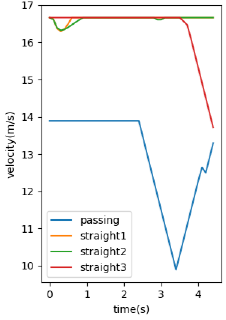 17
16
15
14
13
12
11
10
velocity(m/s)
passing
straight1
straight2
straight3
0
1
2
3
4
time(s)